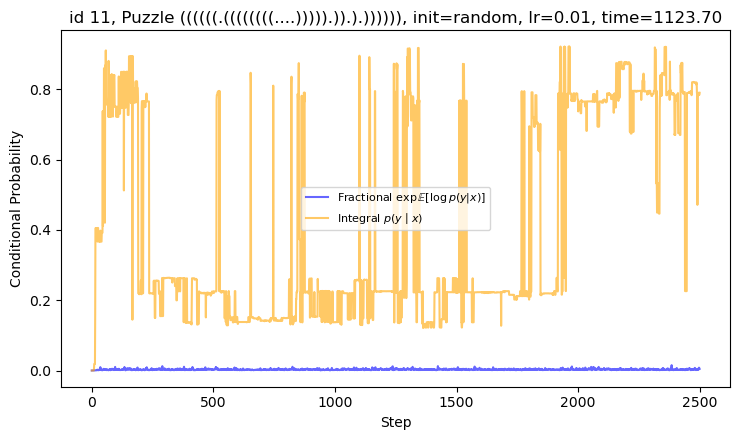 id 11, Puzzle ((((((.((((((((....))))).)).).)))))), init=random, lr=0.01, time=1123.70
Conditional Probability
0.8
0.6
0.4
0.2
0.0
Fractional exp 𝔼[log p(y|x)]
Integral p(y | x)
0
500
1000
1500
2000
2500
Step